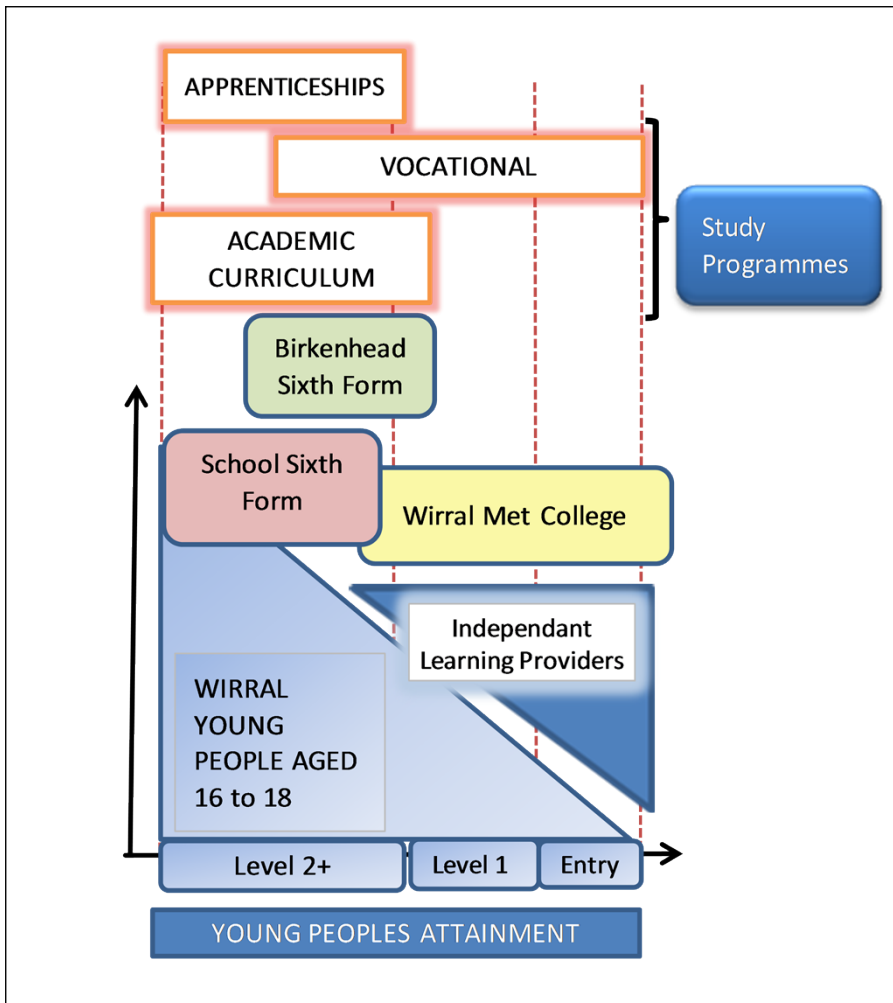 APPRENTICESHIPS
VOCATIONAL
ACADEMIC
CURRICULUM
Study
Programmes
Birkenhead
Sixth Form
School Sixth
Form
Wirral Met College
Independant
Learning Providers
WIRRAL
YOUNG
PEOPLE AGED
16 to 18
Level 2+
Level 1
Entry
YOUNG PEOPLES ATTAINMENT